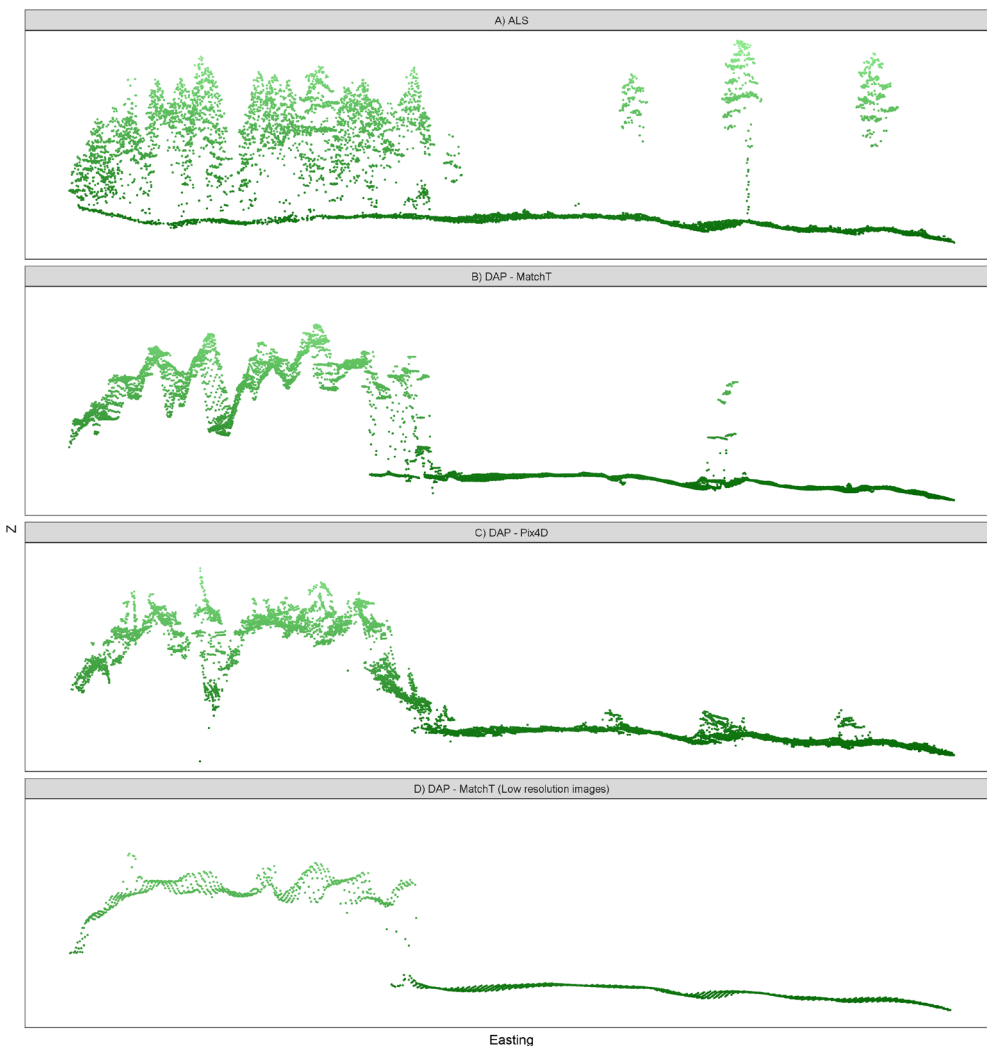 A) ALS
B) DAP - MatchT
Z
C) DAP - Pix4D
D) DAP - MatchT (Low resolution images)
Easting